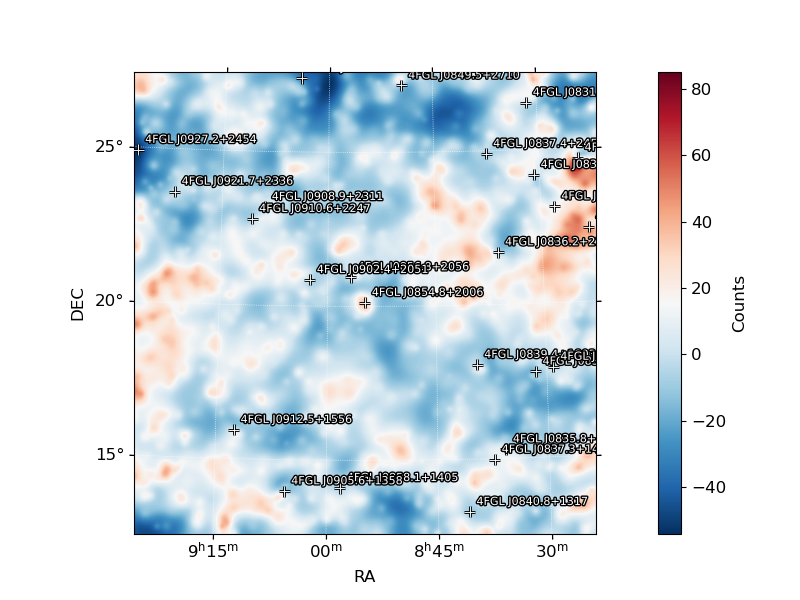 4FGL J0849.5+2710
4FGL J0831
4FGL J0927.2+2454
4FGL J0837.4+245
4FGL J083
4FGL J0921.7+2336
4FGL J0908.9+2311
4FGL J
4FGL J0910.6+2247
4FGL J0836.2+2
4FGL J0902.4+2051
+2056
4FGL J0854.8+2006
4FGL J0839.4+
4FGL J0912.5+1556
4FGL J0835.8+
4FGL J0837.3+14
4FGL J0905.6+1358
.1+1405
4FGL J0840.8+1317
25°
20°
15°
DEC
9h15m
00m
8h45m
30m
RA
80
60
40
20
0
−20
−40
Counts